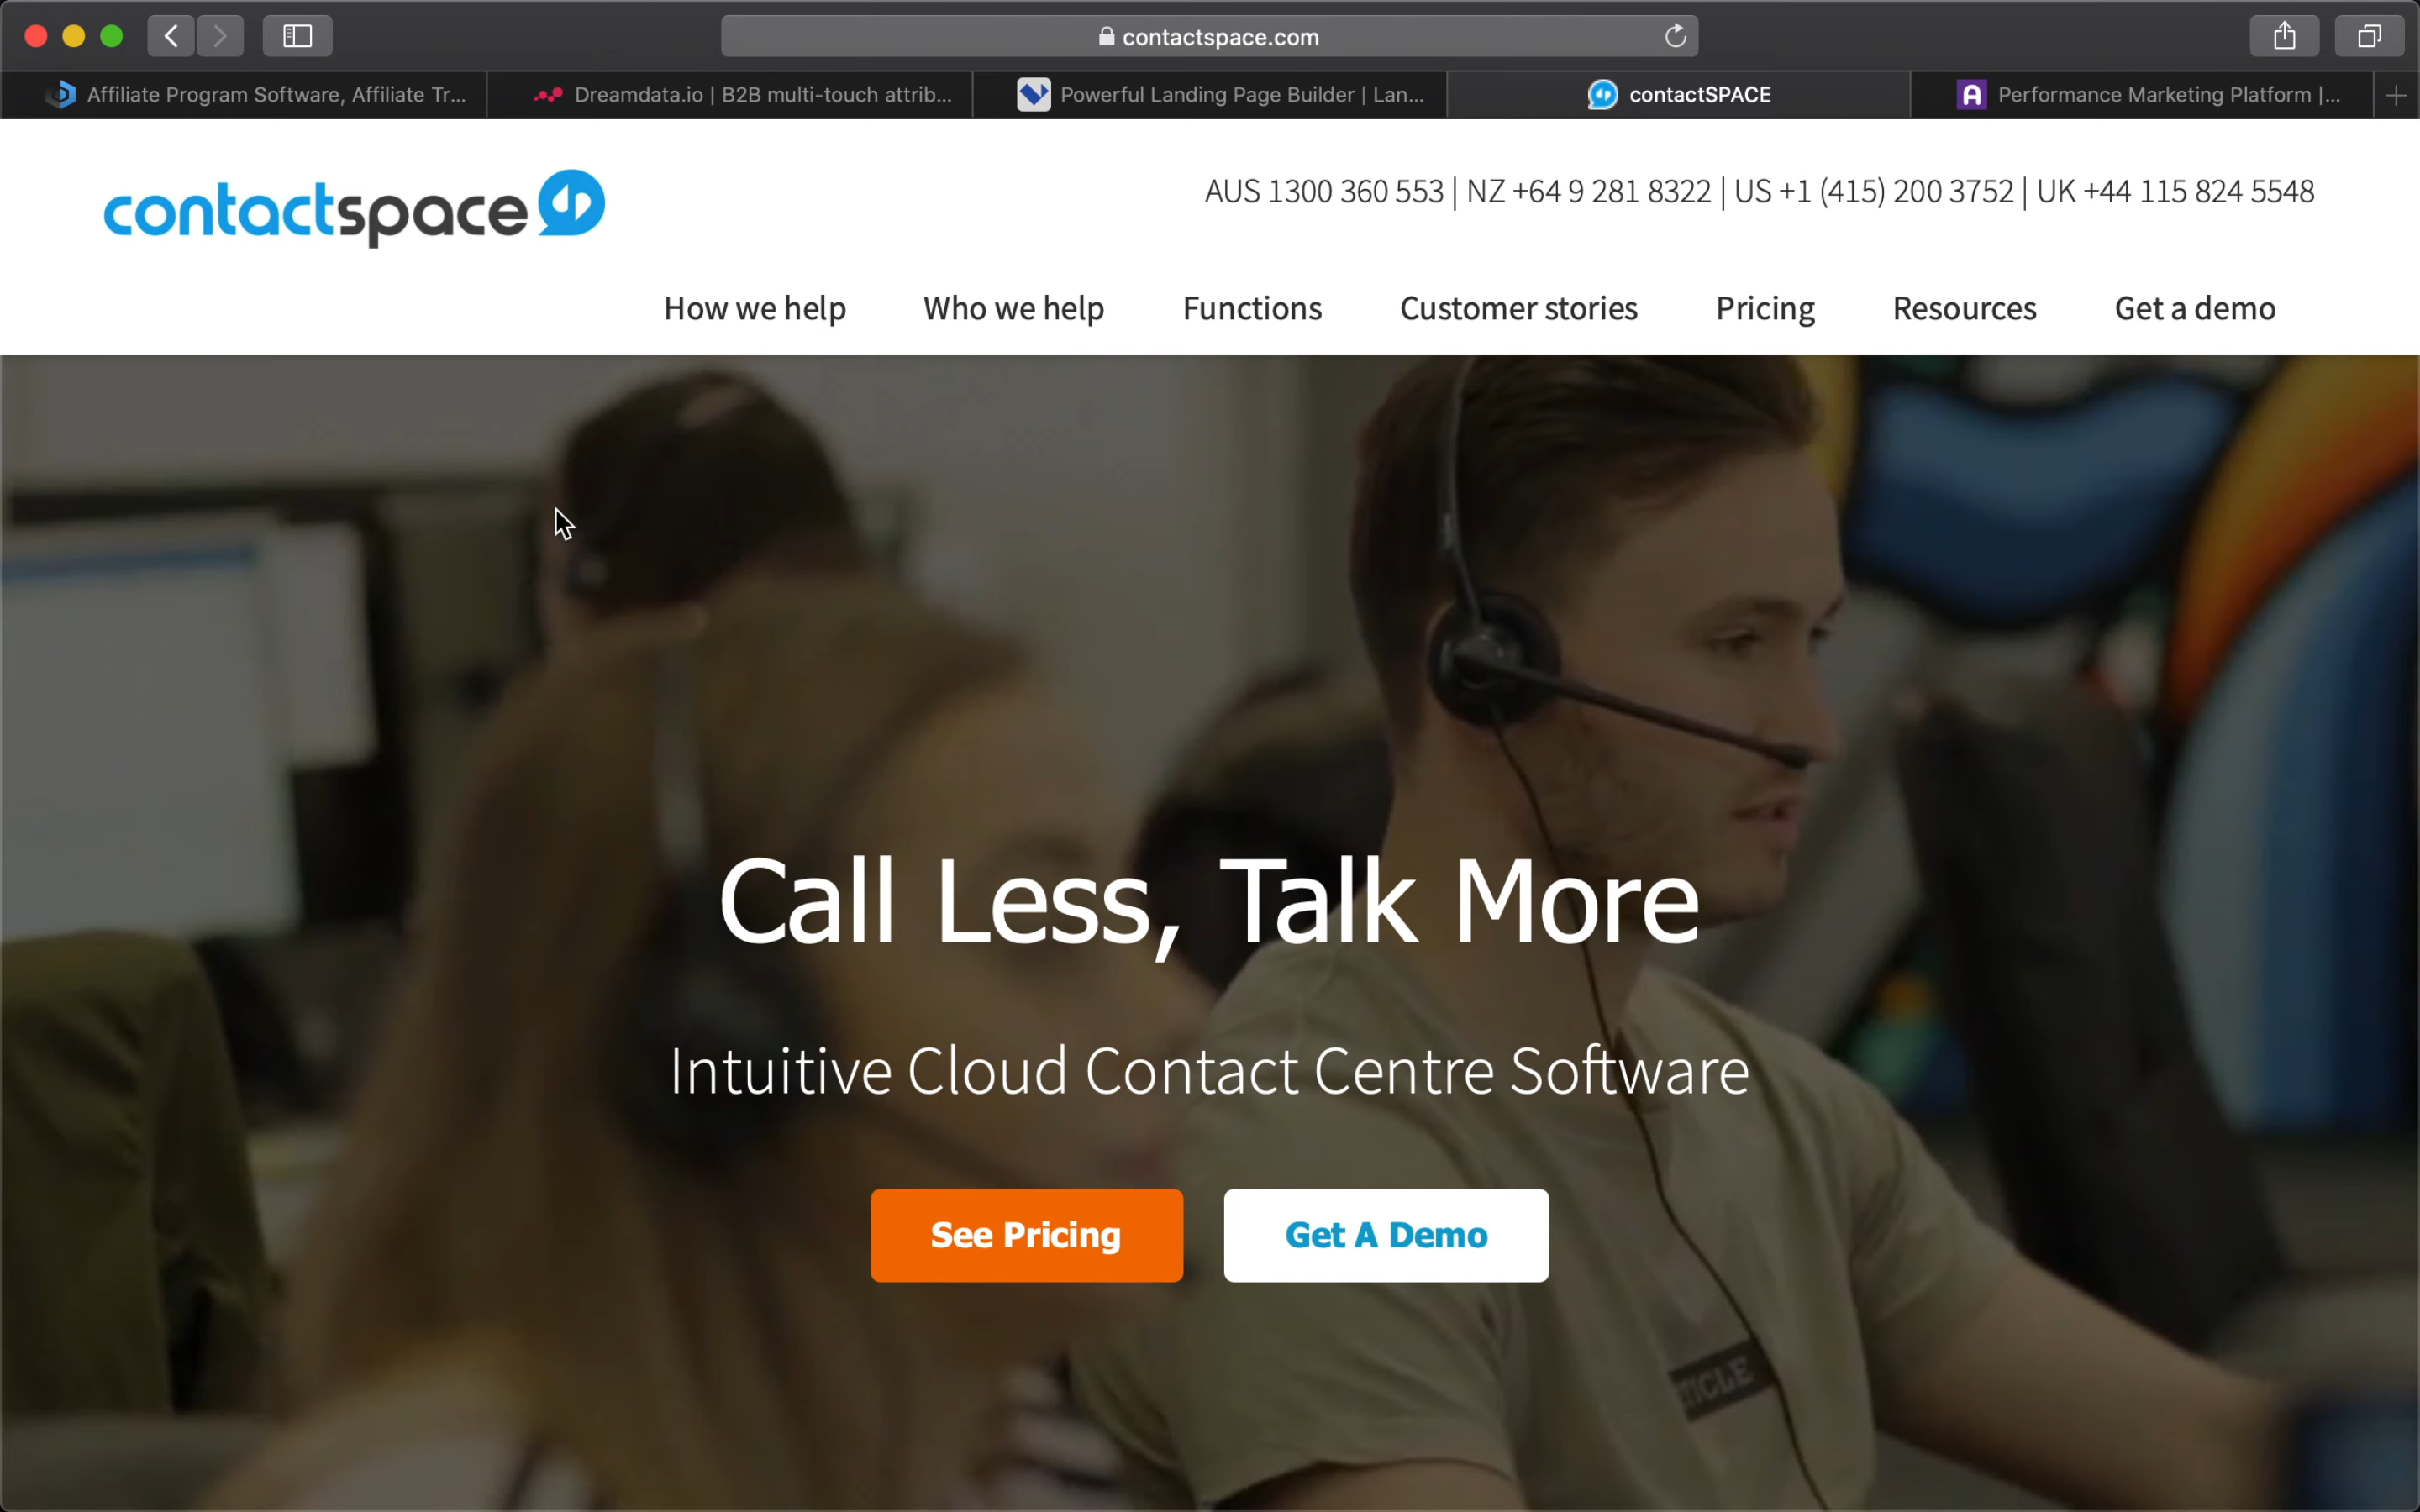 contactspace.com
Affiliate Program Software, Affiliate Tr...
Dreamdata.io | B2B multi-touch attrib...
Powerful Landing Page Builder | Lan...
contactSPACE
Performance Marketing Platform |...
contactspace
AUS 1300 360 553 | NZ +64 9 281 8322 | US +1 (415) 200 3752 | UK +44 115 824 5548
How we help
Who we help
Functions
Customer stories
Pricing
Resources
Get a demo
Call Less, Talk More
Intuitive Cloud Contact Centre Software
See Pricing
Get A Demo